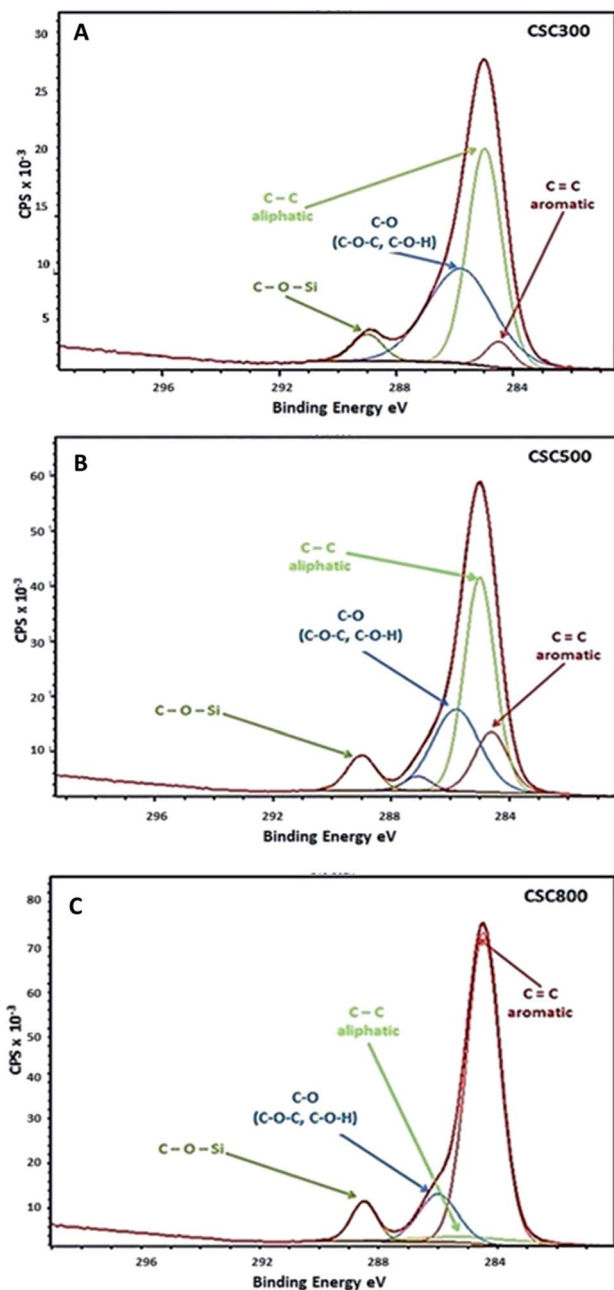 A
CSC300
30
25
20
15
10
5
CPS x 10⁻³
C – C
aliphatic
C = C
aromatic
C-O
(C-O-C, C-O-H)
C – O – Si
296
292
288
284
Binding Energy eV
B
CSC500
60
50
40
30
20
10
CPS x 10⁻³
C – C
aliphatic
C-O
(C-O-C, C-O-H)
C = C
aromatic
C – O – Si
296
292
288
284
Binding Energy eV
C
CSC800
80
70
60
50
40
30
20
10
CPS x 10⁻³
C = C
aromatic
C – C
aliphatic
C-O
(C-O-C, C-O-H)
C – O – Si
296
292
288
284
Binding Energy eV